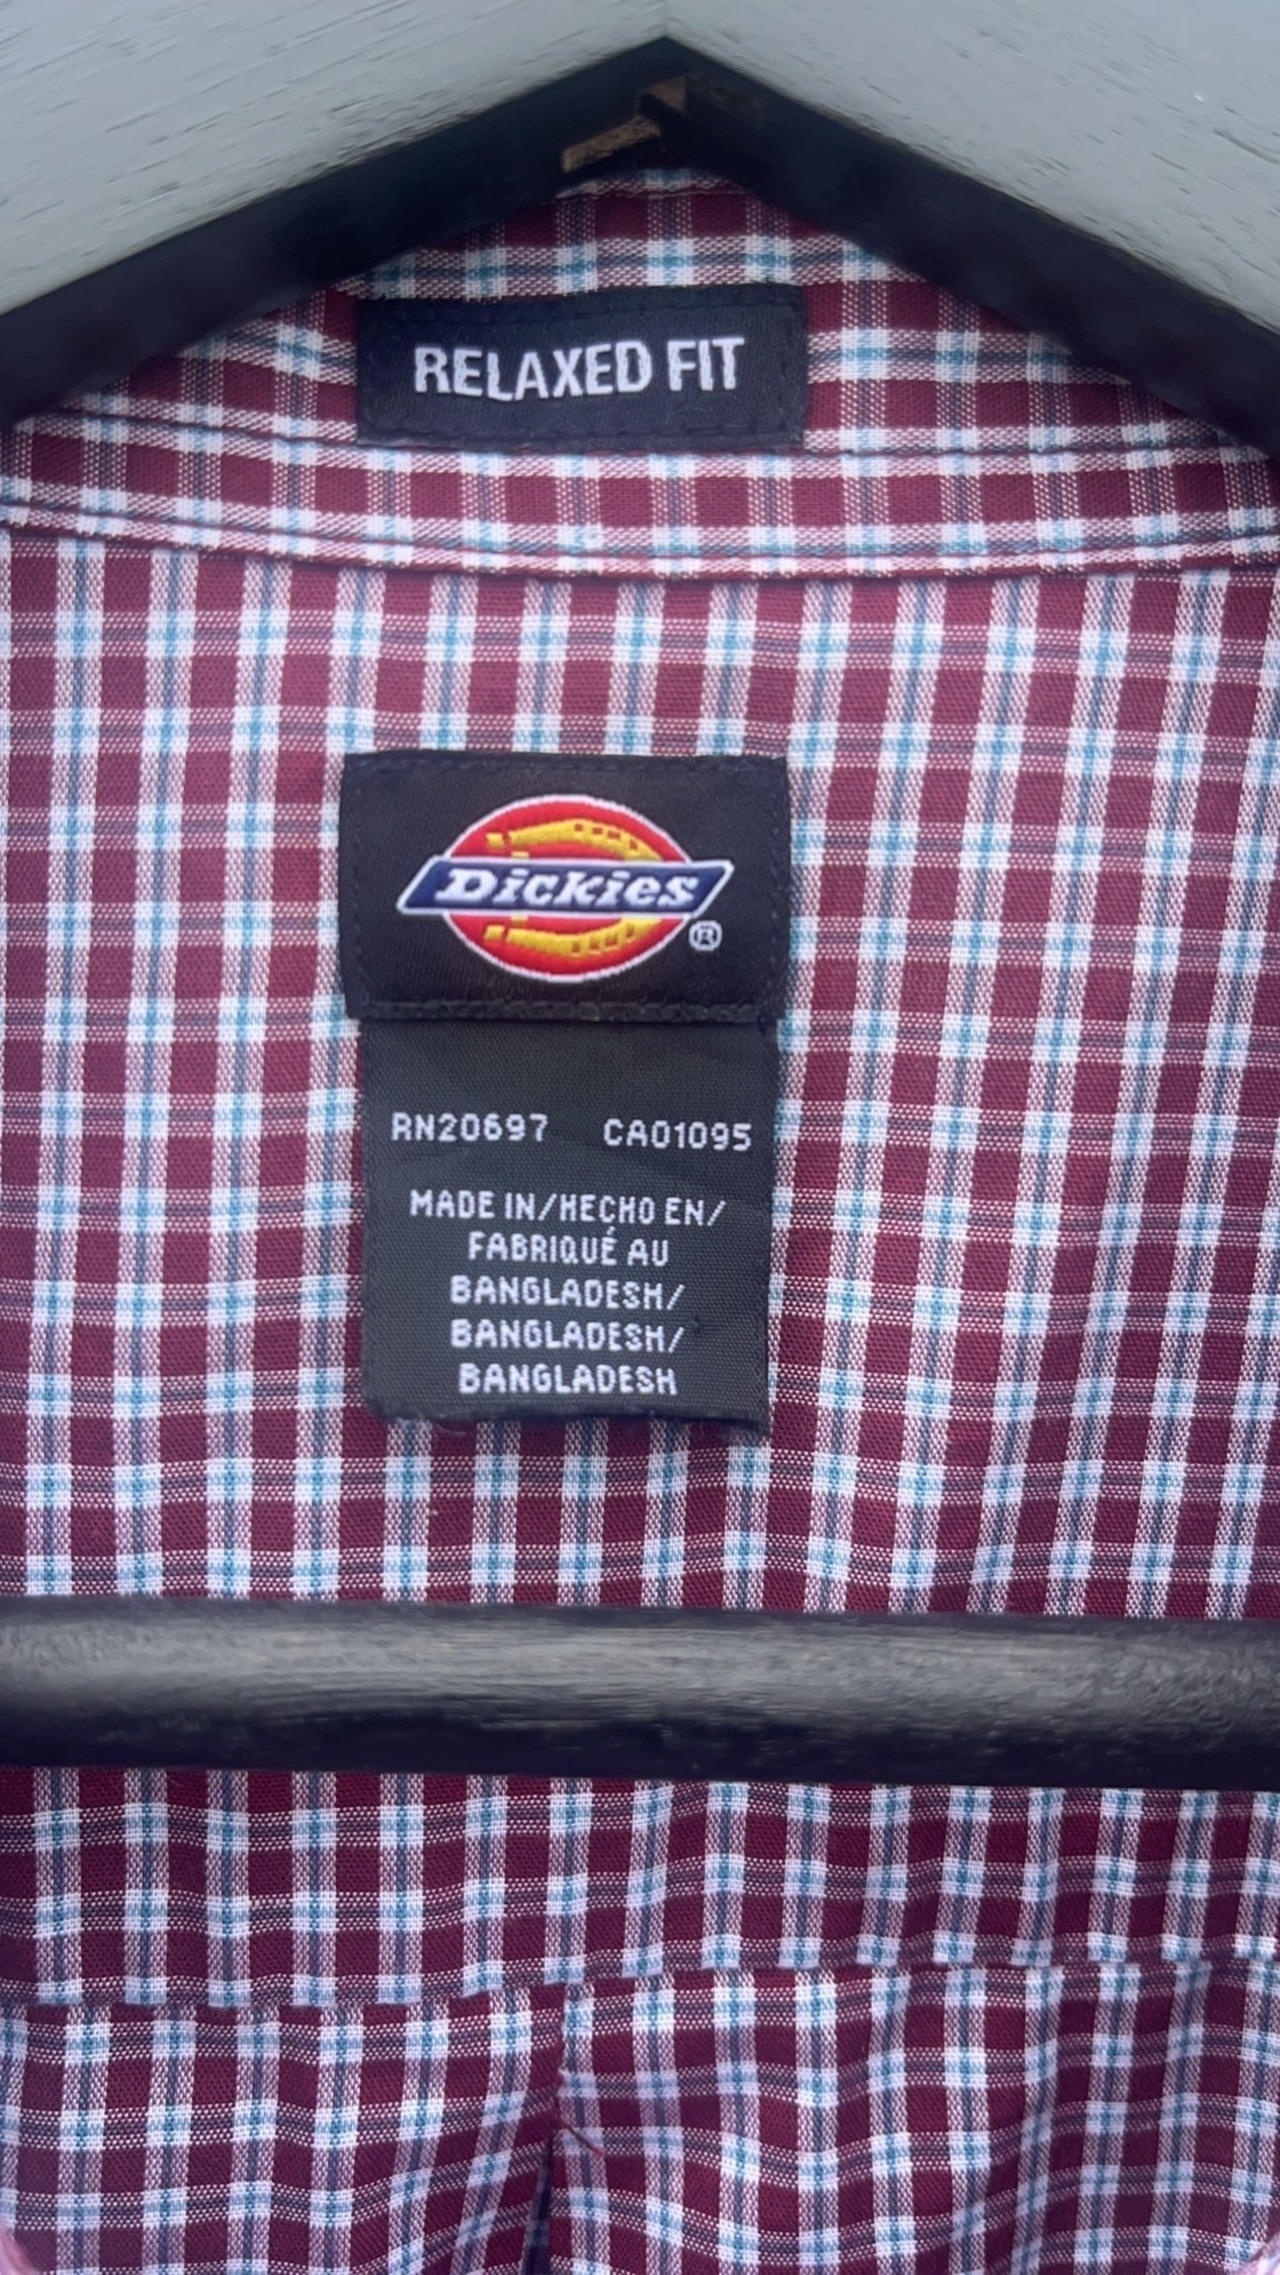 RELAXED FIT
Dickies
®
RN20697 CA01095
MADE IN/HECHO EN/
FABRIQUÉ AU
BANGLADESH/
BANGLADESH/
BANGLADESH